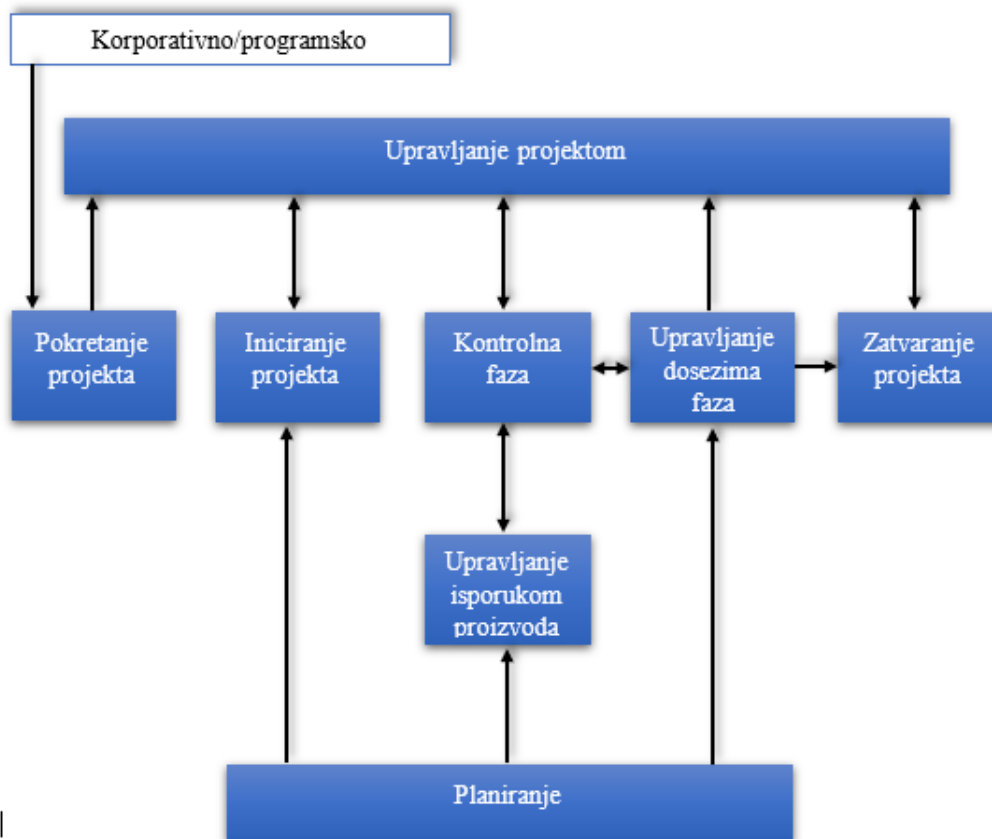 Korporativno/programsko
Upravljanje projektom
Pokretanje
projekta
Iniciranje
projekta
Kontrolna
faza
Upravljanje
dosezima
faza
Zatvaranje
projekta
Upravljanje
isporukom
proizvoda
Planiranje